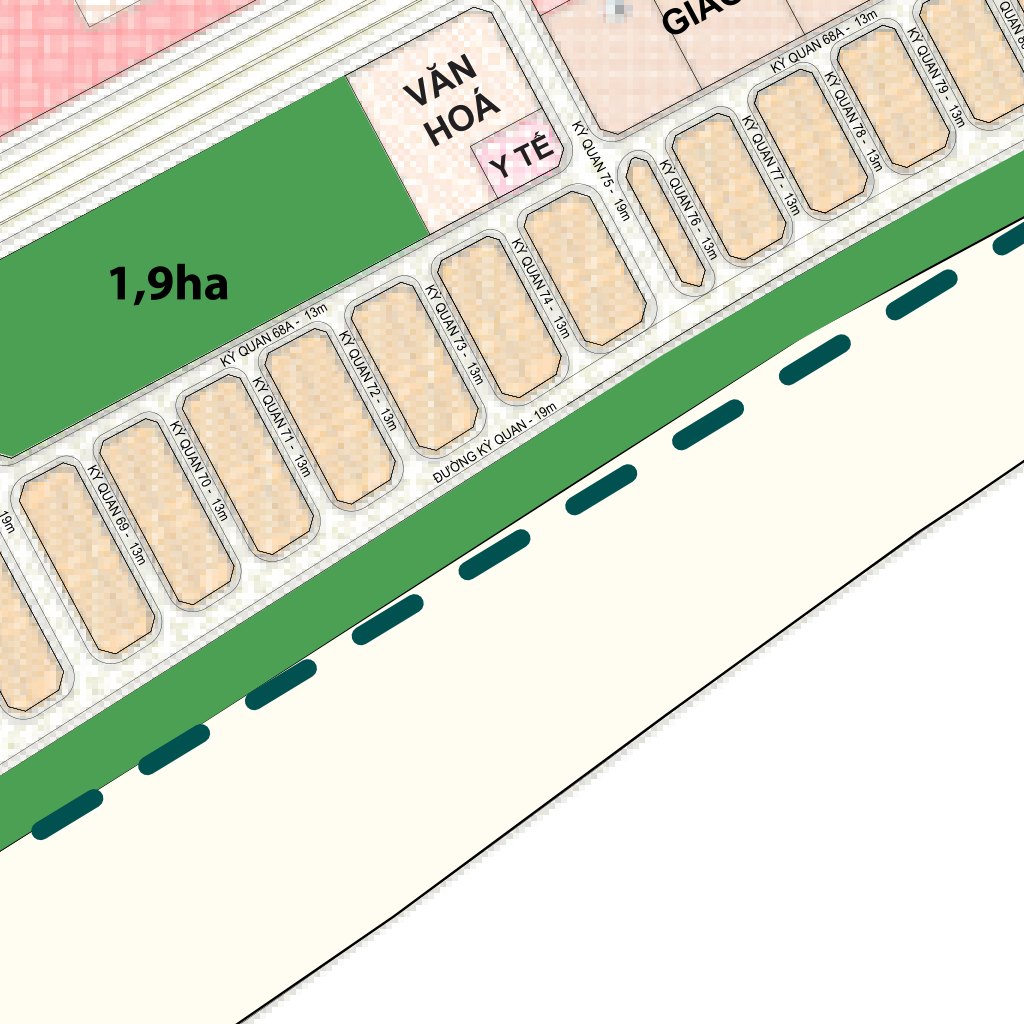 GIÁO
VĂN
HOÁ
Y TẾ
1,9ha
KỲ QUAN 68A - 13m
KỲ QUAN 79 - 13m
KỲ QUAN 78 - 13m
KỲ QUAN 77 - 13m
KỲ QUAN 76 - 13m
KỲ QUAN 75 - 19m
KỲ QUAN 74 - 13m
KỲ QUAN 73 - 13m
KỲ QUAN 68A - 13m
KỲ QUAN 72 - 13m
KỲ QUAN 71 - 13m
KỲ QUAN 70 - 13m
KỲ QUAN 69 - 13m
19m
ĐƯỜNG KỲ QUAN - 19m
KỲ QUAN